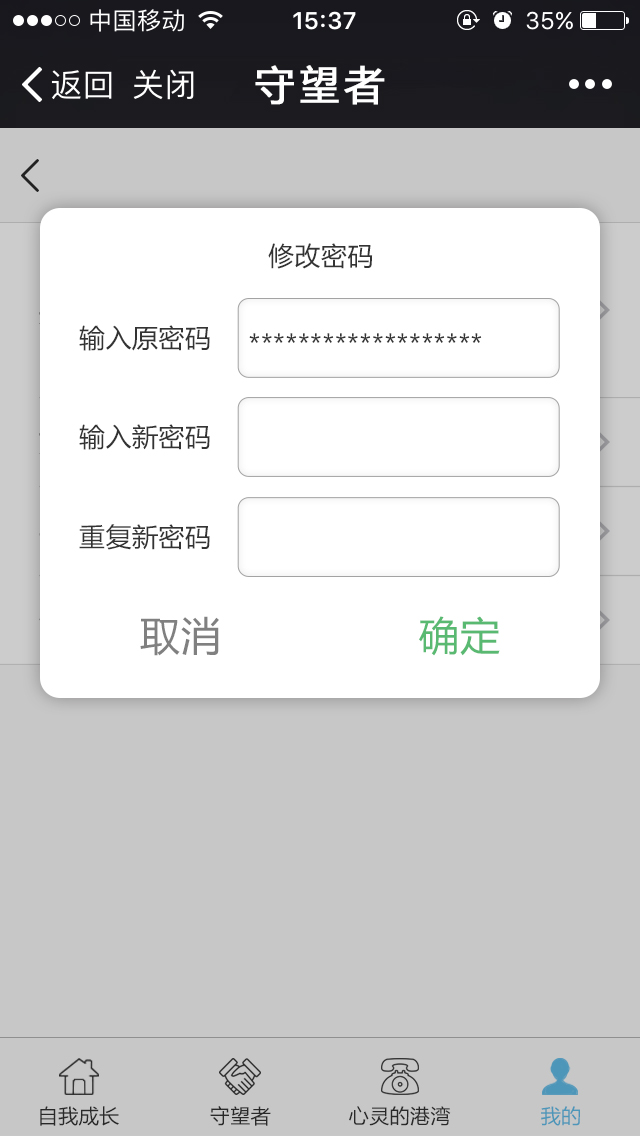 中国移动 15:37 35%
返回 关闭 守望者
修改密码
输入原密码 *******************
输入新密码
重复新密码
取消 确定
自我成长 守望者 心灵的港湾 我的